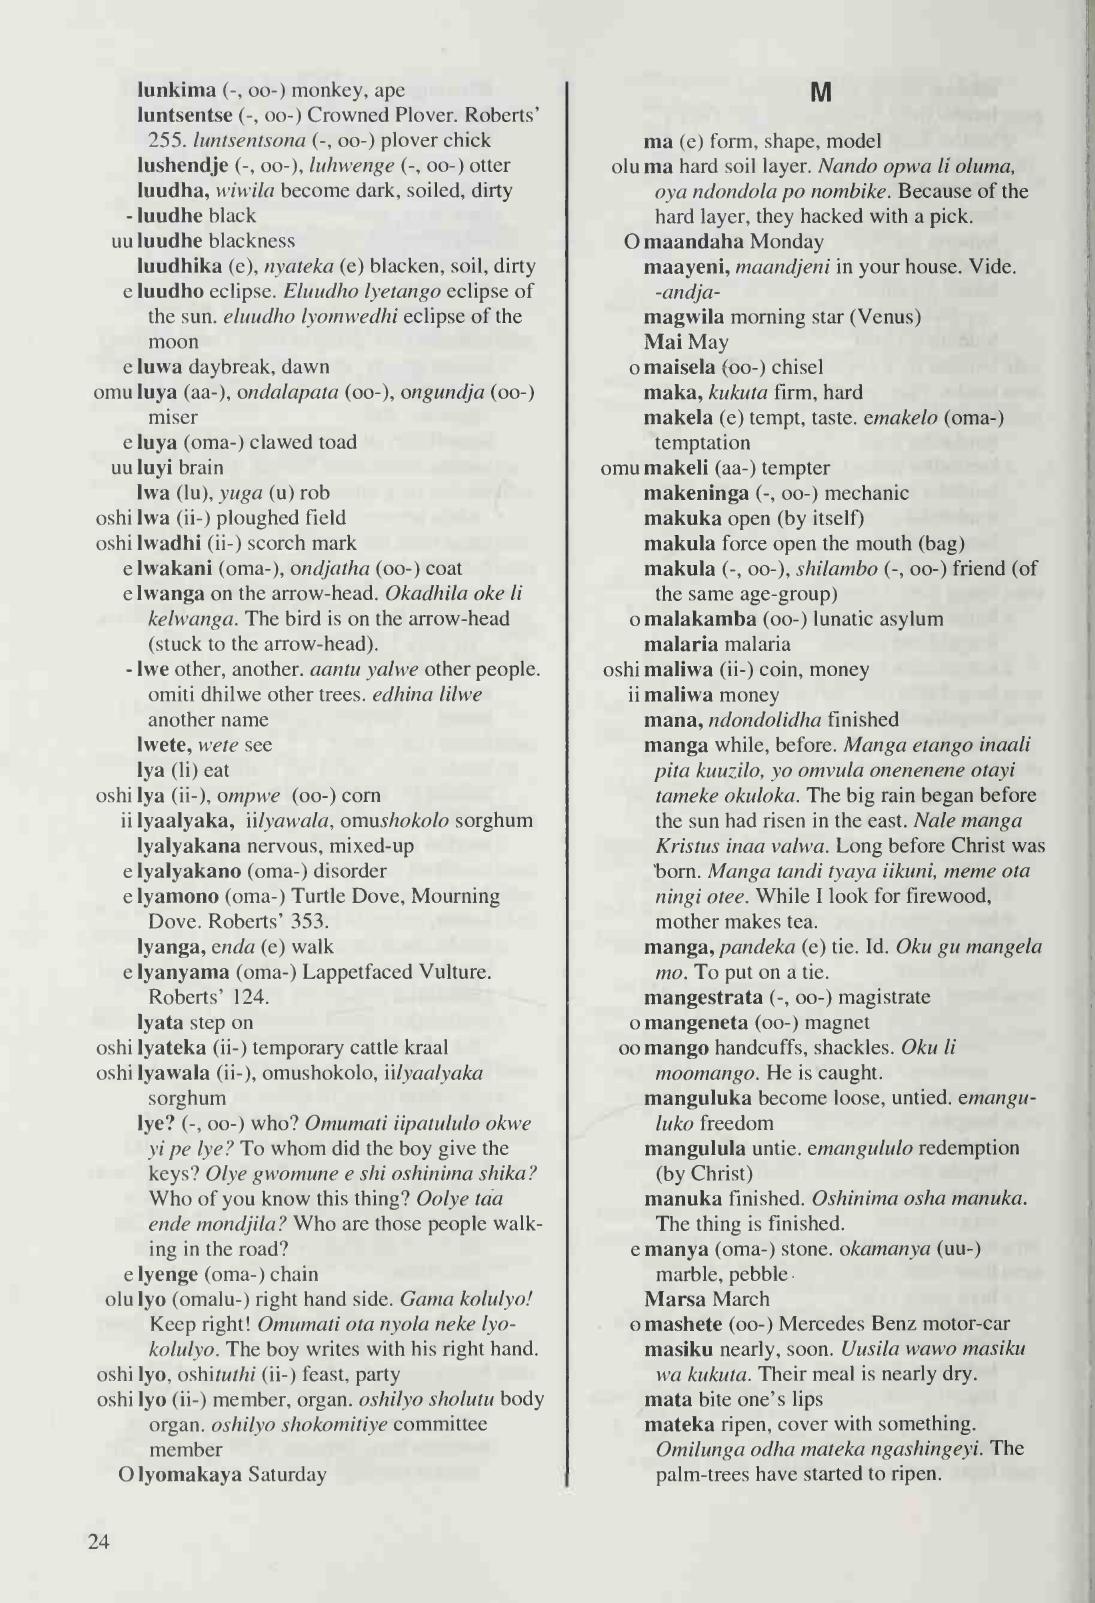 lunkima (-, oo-) monkey, ape
luntsentse (-, oo-) Crowned Plover. Roberts'
255. luntsentsona (-, oo-) plover chick
lushendje (-, oo-), luhwenge (-, oo-) otter
luudha, wiwila become dark, soiled, dirty
- luudhe black
uu luudhe blackness
luudhika (e), nyateka (e) blacken, soil, dirty
e luudho eclipse. Eluudho lyetango eclipse of
the sun. eluudho lyomwedhi eclipse of the
moon
e luwa daybreak, dawn
omu luya (aa-), ondalapata (oo-), ongundja (oo-)
miser
e luya (oma-) clawed toad
uu luyi brain
lwa (lu), yuga (u) rob
oshi lwa (ii-) ploughed field
oshi lwadhi (ii-) scorch mark
e lwakani (oma-), ondjatha (oo-) coat
e lwanga on the arrow-head. Okadhila oke li
kelwanga. The bird is on the arrow-head
(stuck to the arrow-head).
- lwe other, another. aantu yalwe other people.
omiti dhilwe other trees. edhina lilwe
another name
lwete, wete see
lya (li) eat
oshi lya (ii-), ompwe (oo-) corn
ii lyaalyaka, iilyawala, omushokolo sorghum
lyalyakana nervous, mixed-up
e lyalyakano (oma-) disorder
e lyamono (oma-) Turtle Dove, Mourning
Dove. Roberts' 353.
lyanga, enda (e) walk
e lyanyama (oma-) Lappetfaced Vulture.
Roberts' 124.
lyata step on
oshi lyateka (ii-) temporary cattle kraal
oshi lyawala (ii-), omushokolo, iilyaalyaka
sorghum
lye? (-, oo-) who? Omumati iipatululo okwe
yi pe lye? To whom did the boy give the
keys? Olye gwomune e shi oshinima shika?
Who of you know this thing? Oolye taa
ende mondjila? Who are those people walk-
ing in the road?
e lyenge (oma-) chain
olu lyo (omalu-) right hand side. Gama kolulyo!
Keep right! Omumati ota nyola neke lyo-
kolulyo. The boy writes with his right hand.
oshi lyo, oshituthi (ii-) feast, party
oshi lyo (ii-) member, organ. oshilyo sholutu body
organ. oshilyo shokomitiye committee
member
O lyomakaya Saturday
24
M
ma (e) form, shape, model
olu ma hard soil layer. Nando opwa li oluma,
oya ndondola po nombike. Because of the
hard layer, they hacked with a pick.
O maandaha Monday
maayeni, maandjeni in your house. Vide.
-andja-
magwila morning star (Venus)
Mai May
o maisela (oo-) chisel
maka, kukuta firm, hard
makela (e) tempt, taste. emakelo (oma-)
temptation
omu makeli (aa-) tempter
makeninga (-, oo-) mechanic
makuka open (by itself)
makula force open the mouth (bag)
makula (-, oo-), shilambo (-, oo-) friend (of
the same age-group)
o malakamba (oo-) lunatic asylum
malaria malaria
oshi maliwa (ii-) coin, money
ii maliwa money
mana, ndondolidha finished
manga while, before. Manga etango inaali
pita kuuzilo, yo omvula onenenene otayi
tameke okuloka. The big rain began before
the sun had risen in the east. Nale manga
Kristus inaa valwa. Long before Christ was
born. Manga tandi tyaya iikuni, meme ota
ningi otee. While I look for firewood,
mother makes tea.
manga, pandeka (e) tie. Id. Oku gu mangela
mo. To put on a tie.
mangestrata (-, oo-) magistrate
o mangeneta (oo-) magnet
oo mango handcuffs, shackles. Oku li
moomango. He is caught.
manguluka become loose, untied. emangu-
luko freedom
mangulula untie. emangululo redemption
(by Christ)
manuka finished. Oshinima osha manuka.
The thing is finished.
e manya (oma-) stone. okamanya (uu-)
marble, pebble
Marsa March
o mashete (oo-) Mercedes Benz motor-car
masiku nearly, soon. Uusila wawo masiku
wa kukuta. Their meal is nearly dry.
mata bite one's lips
mateka ripen, cover with something.
Omilunga odha mateka ngashingeyi. The
palm-trees have started to ripen.